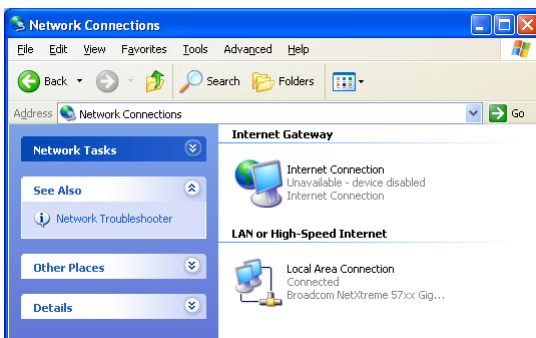 Network Connections
File Edit View Favorites Tools Advanced Help
Back Search Folders
Address Network Connections Go
Network Tasks
See Also
Network Troubleshooter
Other Places
Details
Internet Gateway
Internet Connection
Unavailable - device disabled
Internet Connection
LAN or High-Speed Internet
Local Area Connection
Connected
Broadcom NetXtreme 57xx Gig...